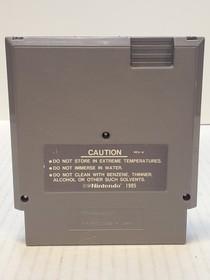 CAUTION
●DO NOT STORE IN EXTREME TEMPERATURES.
●DO NOT IMMERSE IN WATER.
●DO NOT CLEAN WITH BENZENE, THINNER
ALCOHOL OR OTHER SUCH SOLVENTS.
Nintendo 1985